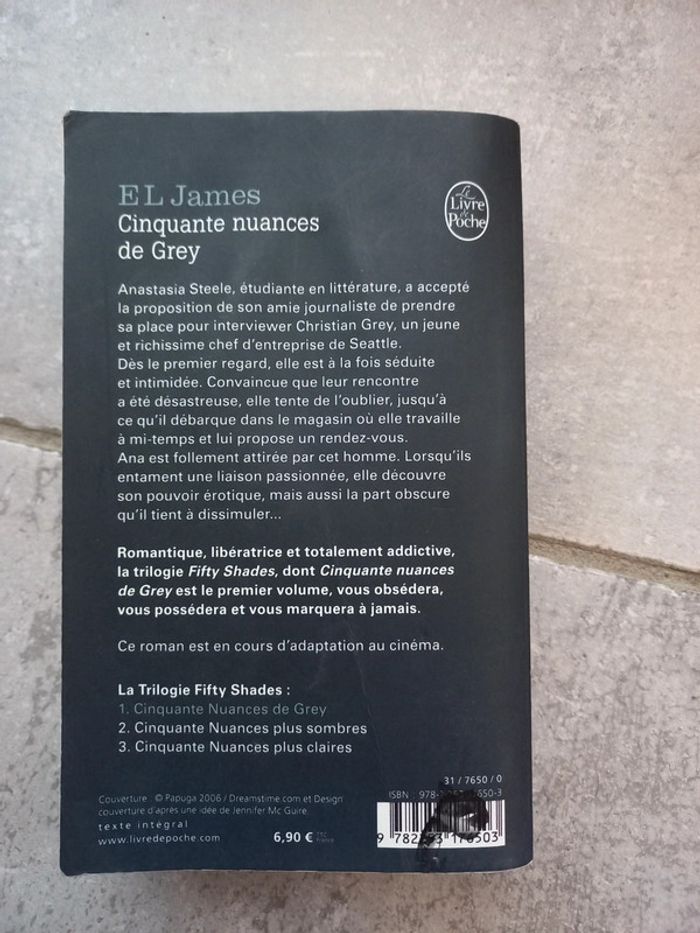 E L James
Cinquante nuances
de Grey
Le
Livre
de
Poche
Anastasia Steele, étudiante en littérature, a accepté
la proposition de son amie journaliste de prendre
sa place pour interviewer Christian Grey, un jeune
et richissime chef d'entreprise de Seattle.
Dès le premier regard, elle est à la fois séduite
et intimidée. Convaincue que leur rencontre
a été désastreuse, elle tente de l'oublier, jusqu'à
ce qu'il débarque dans le magasin où elle travaille
à mi-temps et lui propose un rendez-vous.
Ana est follement attirée par cet homme. Lorsqu'ils
entament une liaison passionnée, elle découvre
son pouvoir érotique, mais aussi la part obscure
qu'il tient à dissimuler...
Romantique, libératrice et totalement addictive,
la trilogie Fifty Shades, dont Cinquante nuances
de Grey est le premier volume, vous obsédera,
vous possédera et vous marquera à jamais.
Ce roman est en cours d'adaptation au cinéma.
La Trilogie Fifty Shades :
1. Cinquante Nuances de Grey
2. Cinquante Nuances plus sombres
3. Cinquante Nuances plus claires
31 / 7650 / 0
ISBN :
Couverture : © Papuga 2006 / Dreamstime.com et Design
couverture d'après une idée de Jennifer Mc Guire.
texte intégral
www.livredepoche.com
6,90 € TTC
France